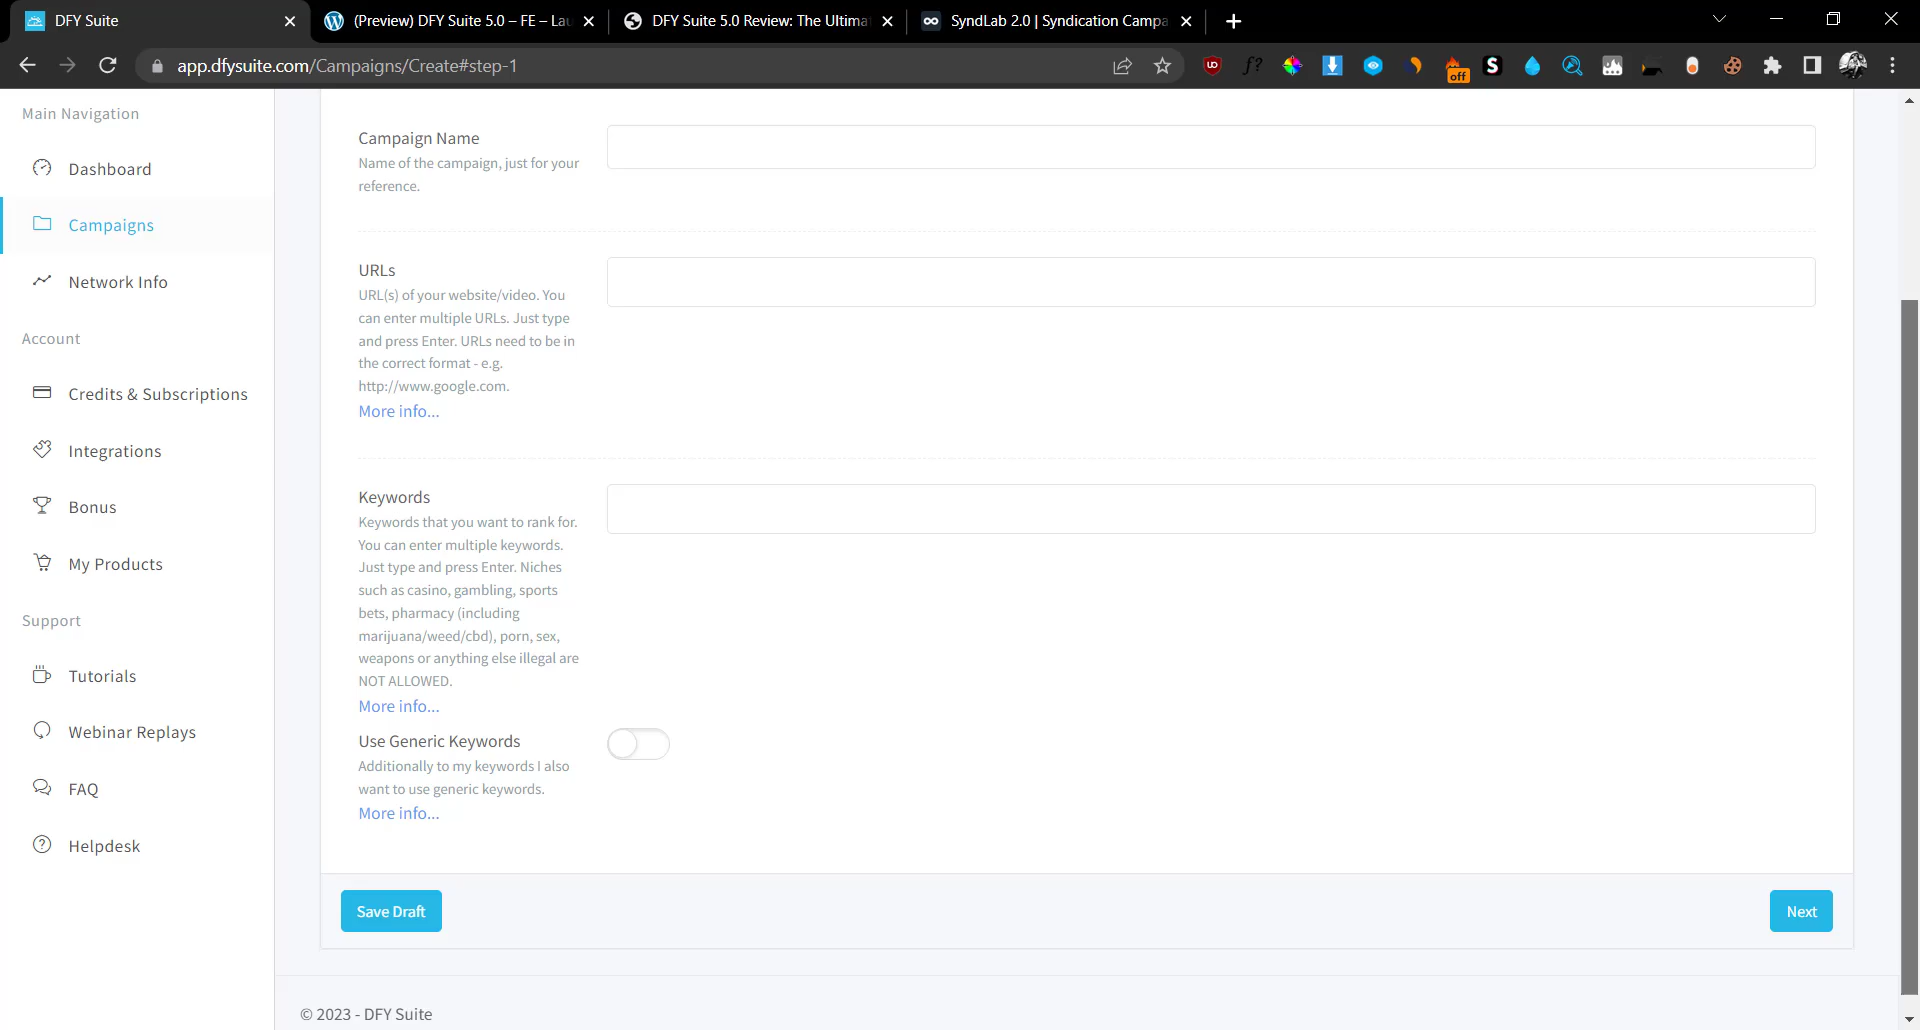 DFY Suite
(Preview) DFY Suite 5.0 – FE – Lau
DFY Suite 5.0 Review: The Ultima
SyndLab 2.0 | Syndication Campa
app.dfysuite.com/Campaigns/Create#step-1
off
Main Navigation
Dashboard
Campaigns
Network Info
Account
Credits & Subscriptions
Integrations
Bonus
My Products
Support
Tutorials
Webinar Replays
FAQ
Helpdesk
Campaign Name
Name of the campaign, just for your
reference.
URLs
URL(s) of your website/video. You
can enter multiple URLs. Just type
and press Enter. URLs need to be in
the correct format - e.g.
http://www.google.com.
More info...
Keywords
Keywords that you want to rank for.
You can enter multiple keywords.
Just type and press Enter. Niches
such as casino, gambling, sports
bets, pharmacy (including
marijuana/weed/cbd), porn, sex,
weapons or anything else illegal are
NOT ALLOWED.
More info...
Use Generic Keywords
Additionally to my keywords I also
want to use generic keywords.
More info...
Save Draft
Next
© 2023 - DFY Suite